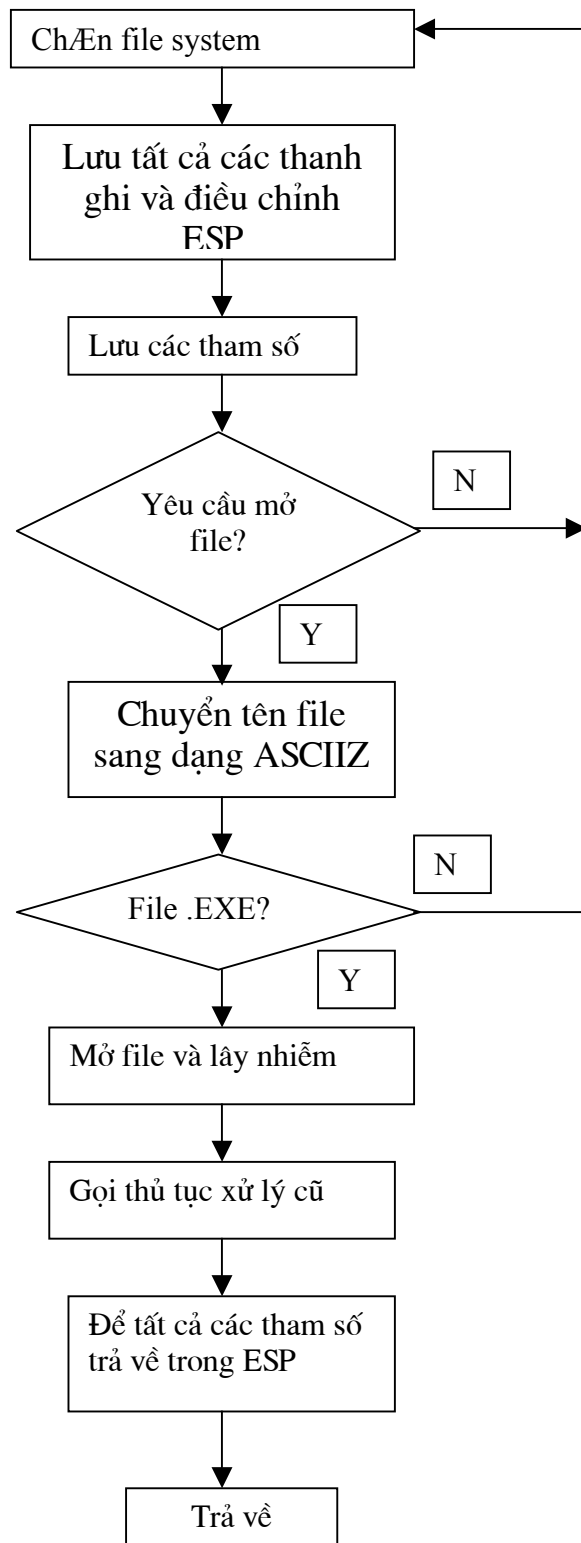 ChÆn file system
Lưu tất cả các thanh
ghi và điều chỉnh
ESP
Lưu các tham số
N
Yêu cầu mở
file?
Y
Chuyển tên file
sang dạng ASCIIZ
N
File .EXE?
Y
Mở file và lây nhiễm
Gọi thủ tục xử lý cũ
Để tất cả các tham số
trả về trong ESP
Trả về